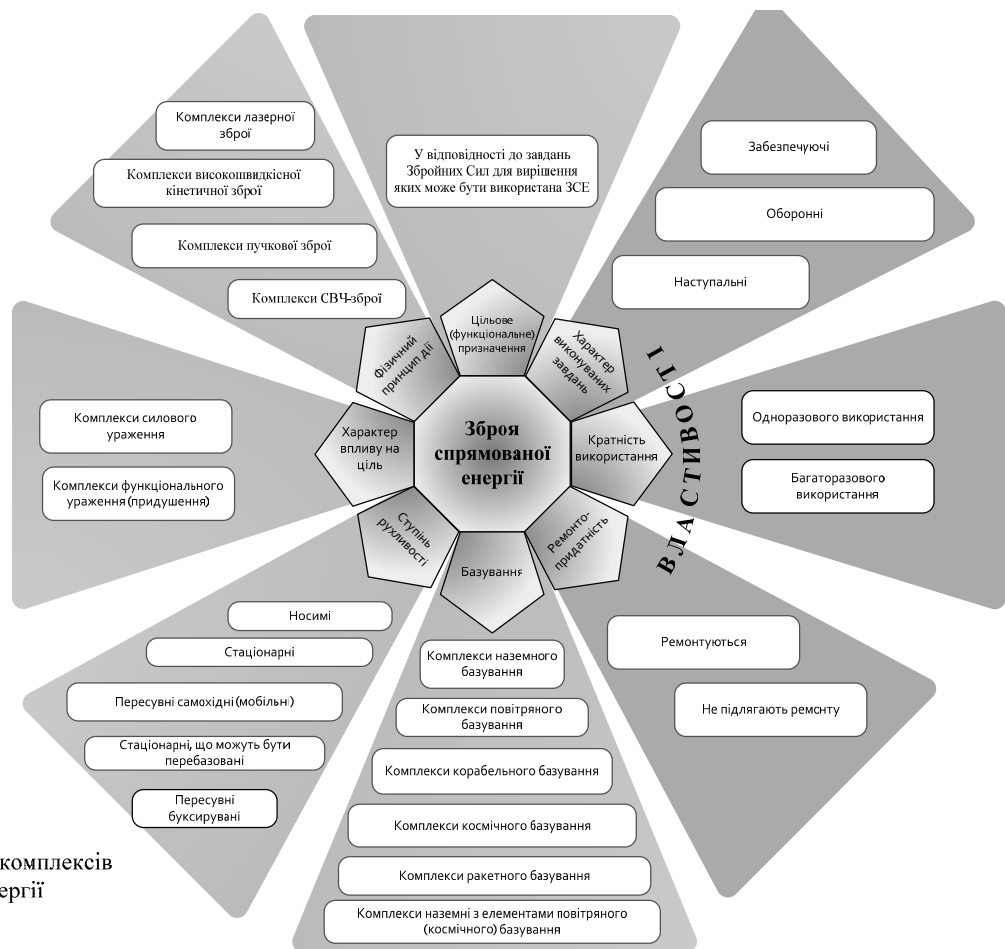 Комплекси лазерної
зброї
Комплекси високошвидкісної
кінетичної зброї
Комплекси пучкової зброї
Комплекси СВЧ-зброї
У відповідності до завдань
Збройних Сил для вирішення
яких може бути використана ЗСЕ
Забезпечуючі
Оборонні
Наступальні
Фізичний
принцип дії
Цільове
(функціональне)
призначення
Характер
виконуваних
завдань
ВЛАСТИВОСТІ
Комплекси силового
ураження
Комплекси функціонального
ураження (придушення)
Характер
впливу на
ціль
Зброя
спрямованої
енергії
Кратність
використання
Одноразового використання
Багаторазового
використання
Ступінь
рухливості
Базування
Ремонто-
придатність
Носимі
Стаціонарні
Пересувні самохідні (мобільні)
Стаціонарні, що можуть бути
перебазовані
Пересувні
буксирувані
Комплекси наземного
базування
Комплекси повітряного
базування
Комплекси корабельного базування
Комплекси космічного базування
Комплекси ракетного базування
Комплекси наземні з елементами повітряного
(космічного) базування
Ремонтуються
Не підлягають ремонту
комплексів
ергії